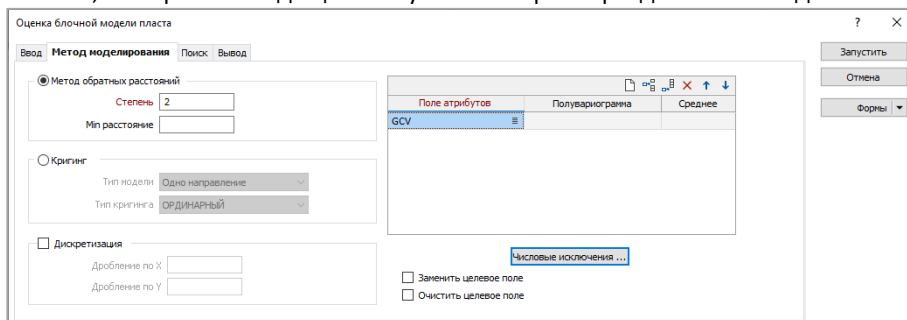 Оценка блочной модели пласта
? ×
Ввод Метод моделирования Поиск Вывод
Запустить
Отмена
Формы
Метод обратных расстояний
Степень 2
Min расстояние
Поле атрибутов Полувариограмма Среднее
GCV
Кригинг
Тип модели Одно направление
Тип кригинга ОРДИНАРНЫЙ
Дискретизация
Дробление по X
Дробление по Y
Числовые исключения ...
Заменить целевое поле
Очистить целевое поле